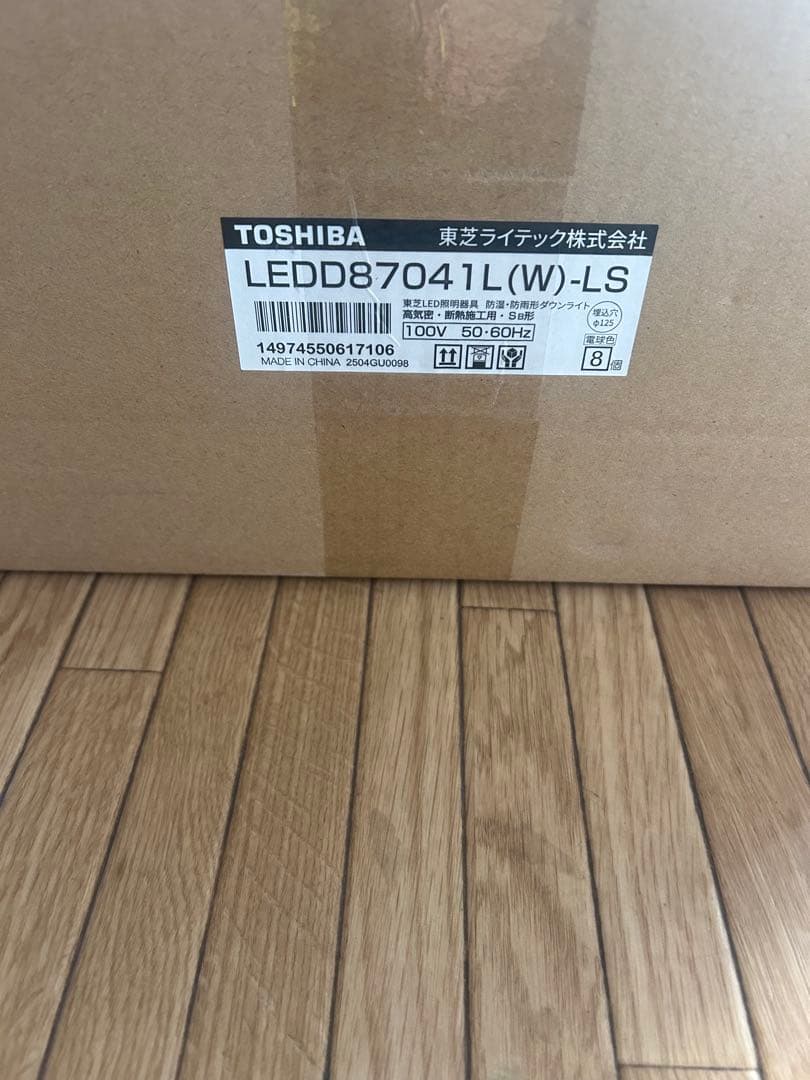 TOSHIBA 東芝ライテック株式会社
LEDD87041L(W)-LS
東芝LED照明器具 防湿・防雨形ダウンライト
高気密・断熱施工用・SB形
埋込穴
φ125
100V 50・60Hz
電球色
14974550617106
8個
MADE IN CHINA 2504GU0098